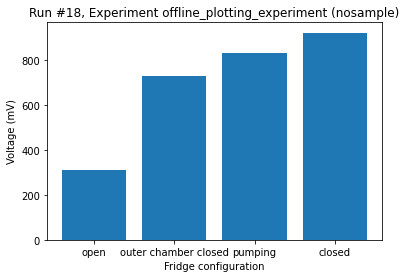 Run #18, Experiment offline_plotting_experiment (nosample)
Voltage (mV)
800
600
400
200
0
open outer chamber closed pumping closed
Fridge configuration